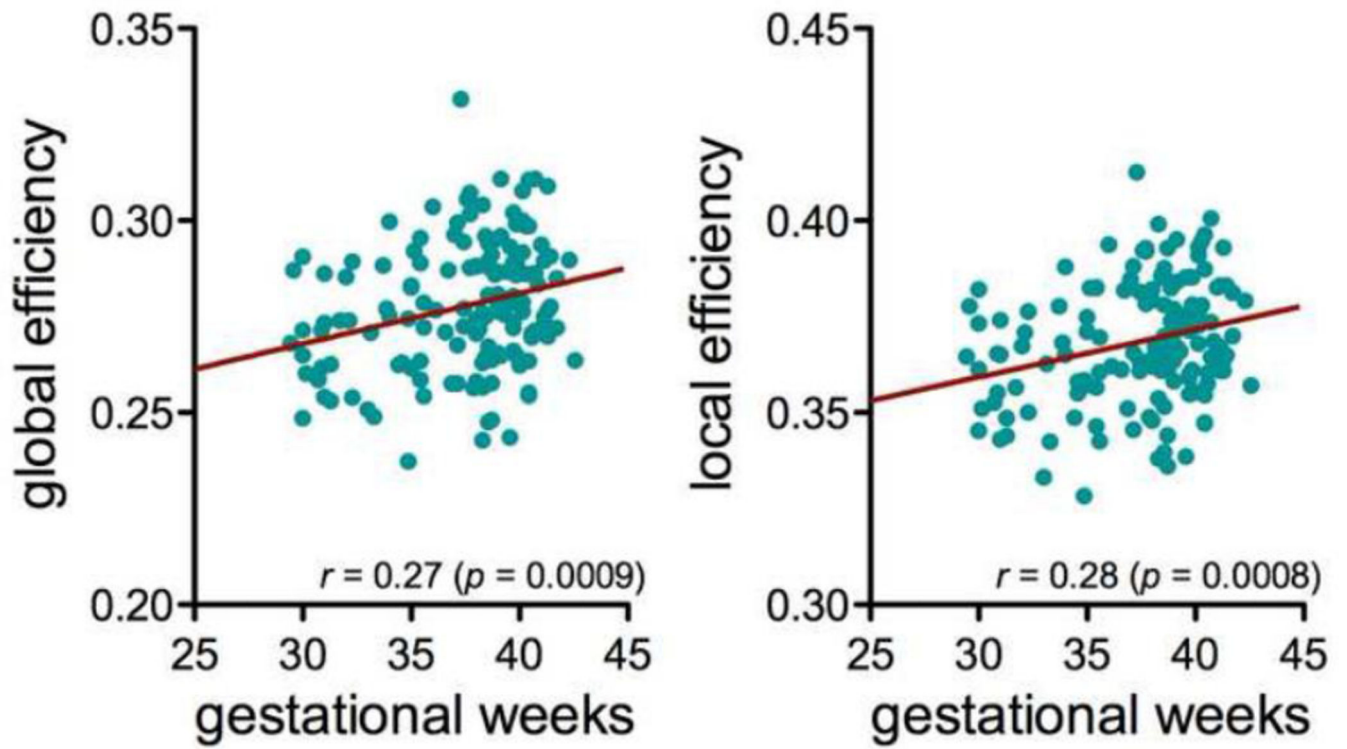 global efficiency
0.35
0.30
0.25
0.20
r = 0.27 (p = 0.0009)
25 30 35 40 45
gestational weeks
local efficiency
0.45
0.40
0.35
0.30
r = 0.28 (p = 0.0008)
25 30 35 40 45
gestational weeks